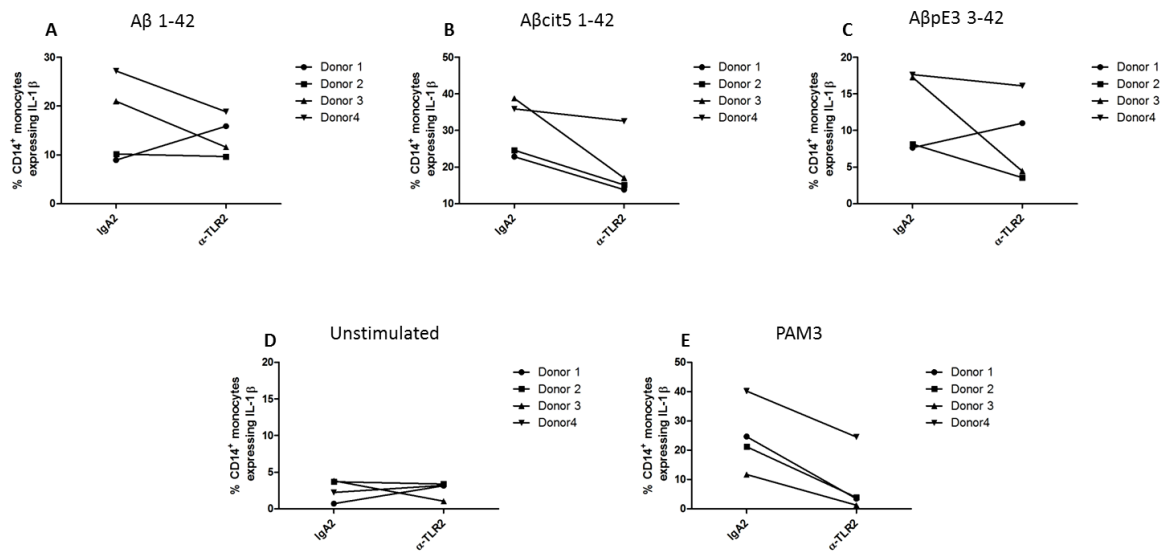 A
Aβ 1-42
30
20
10
0
% CD14+ monocytes
expressing IL-1β
IgA2
α-TLR2
Donor 1
Donor 2
Donor 3
Donor4
B
Aβcit5 1-42
50
40
30
20
10
% CD14+ monocytes
expressing IL-1β
IgA2
α-TLR2
Donor 1
Donor 2
Donor 3
Donor4
C
AβpE3 3-42
20
15
10
5
0
% CD14+ monocytes
expressing IL-1β
IgA2
α-TLR2
Donor 1
Donor 2
Donor 3
Donor4
D
Unstimulated
20
15
10
5
0
% CD14+ monocytes
expressing IL-1β
IgA2
α-TLR2
Donor 1
Donor 2
Donor 3
Donor4
E
PAM3
50
40
30
20
10
0
% CD14+ monocytes
expressing IL-1β
IgA2
α-TLR2
Donor 1
Donor 2
Donor 3
Donor4